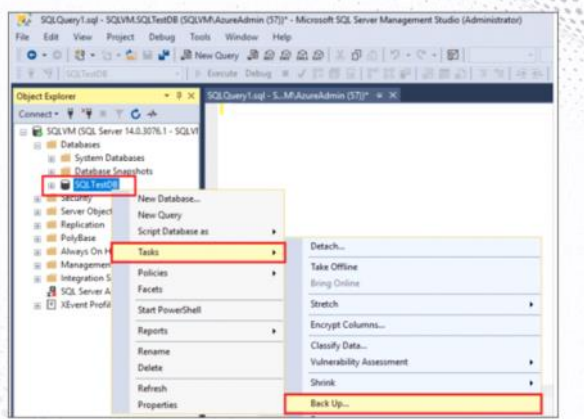 SQLQuery1.sql - SQLVM.SQLTestDB (SQLVM\AzureAdmin (57))* - Microsoft SQL Server Management Studio (Administrator)
File Edit View Project Debug Tools Window Help
New Query
SQLTestDB Execute Debug
Object Explorer
SQLQuery1.sql - S...M\AzureAdmin (57))*
Connect
SQLVM (SQL Server 14.0.3076.1 - SQLVM
Databases
System Databases
Database Snapshots
SQLTestDB
Security
Server Object
Replication
PolyBase
Always On H
Management
Integration S
SQL Server A
XEvent Profil
New Database...
New Query
Script Database as
Tasks
Policies
Facets
Start PowerShell
Reports
Rename
Delete
Refresh
Properties
Detach...
Take Offline
Bring Online
Stretch
Encrypt Columns...
Classify Data...
Vulnerability Assessment
Shrink
Back Up...